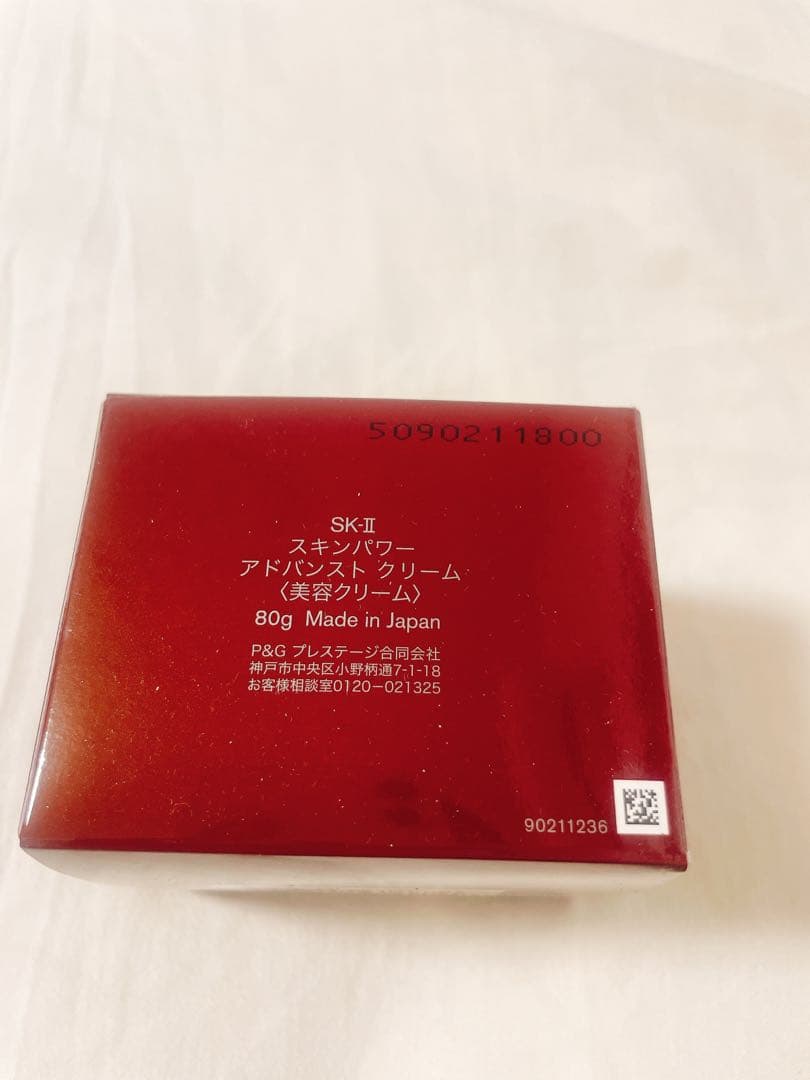 5090211800
SK-II
スキンパワー
アドバンスト クリーム
〈美容クリーム〉
80g Made in Japan
P&G プレステージ合同会社
神戸市中央区小野柄通7-1-18
お客様相談室0120-021325
90211236